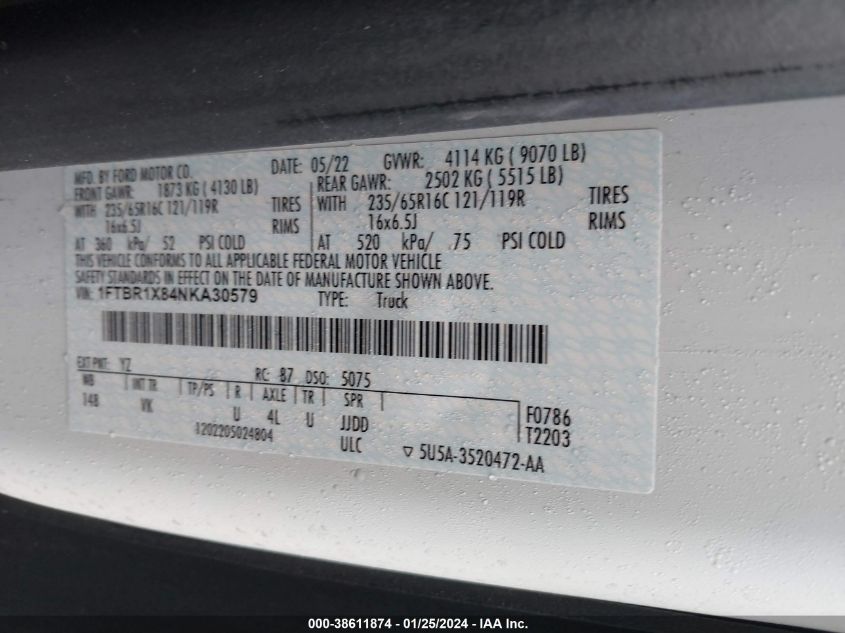 MFD. BY FORD MOTOR CO. DATE: 05/22 GVWR: 4114 KG ( 9070 LB)
FRONT GAWR: 1873 KG ( 4130 LB) REAR GAWR: 2502 KG ( 5515 LB)
WITH 235/65R16C 121/119R TIRES WITH 235/65R16C 121/119R TIRES
16x6.5J RIMS 16x6.5J RIMS
AT 360 kPa/ 52 PSI COLD AT 520 kPa/ 75 PSI COLD
THIS VEHICLE CONFORMS TO ALL APPLICABLE FEDERAL MOTOR VEHICLE
SAFETY STANDARDS IN EFFECT ON THE DATE OF MANUFACTURE SHOWN ABOVE.
VIN: 1FTBR1X84NKA30579 TYPE: Truck
EXT PNT: YZ RC: 87 DSO: 5075
WB INT TR TP/PS R AXLE TR SPR
148 VK U 4L U JJDD F0786
1202205024804 ULC T2203
5U5A-3520472-AA
000-38611874 - 01/25/2024 - IAA Inc.